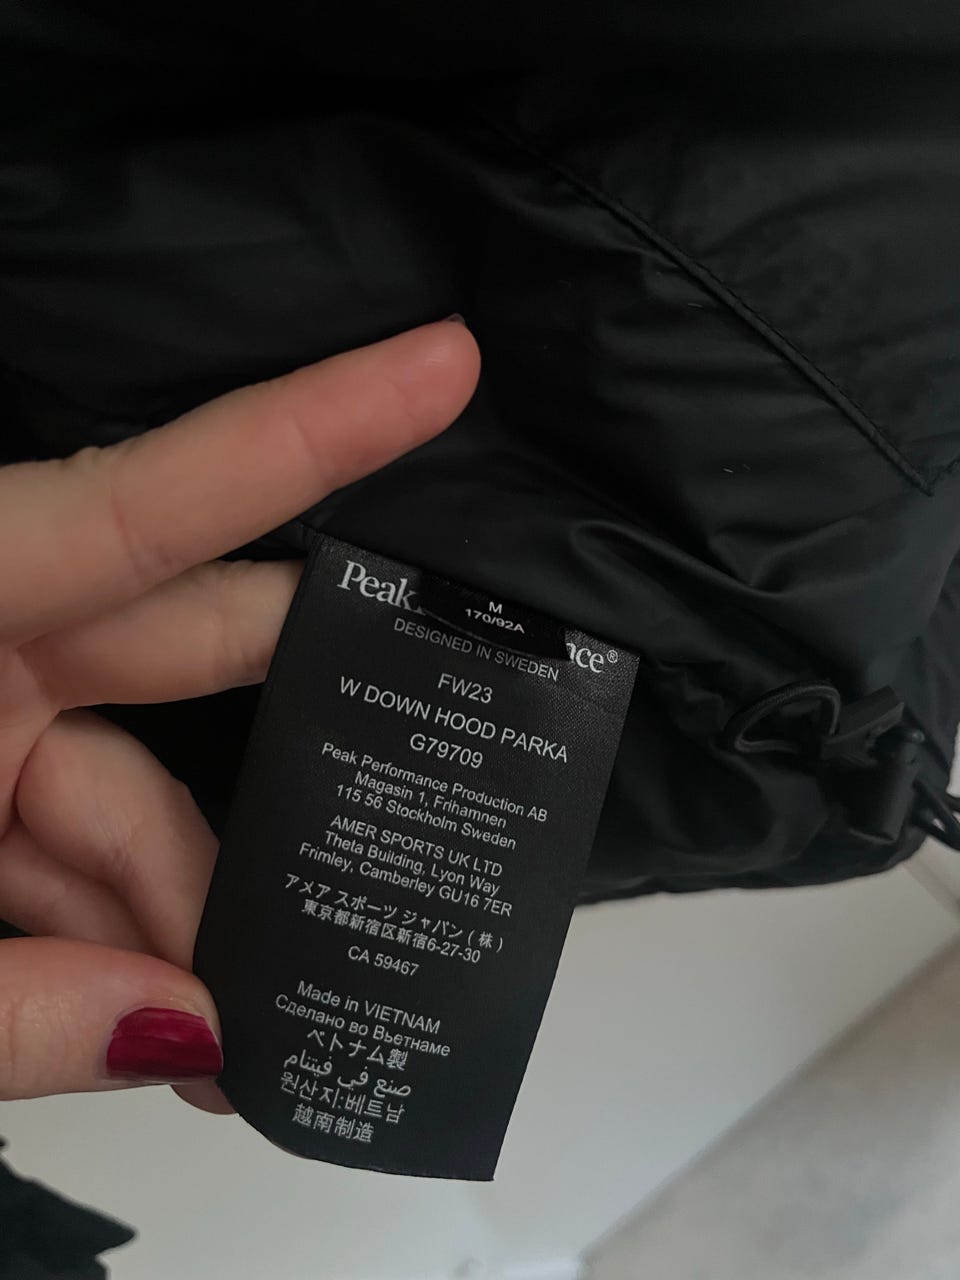 Peak
M
170/92A
nce®
DESIGNED IN SWEDEN
FW23
W DOWN HOOD PARKA
G79709
Peak Performance Production AB
Magasin 1, Frihamnen
115 56 Stockholm Sweden
AMER SPORTS UK LTD
Theta Building, Lyon Way
Frimley, Camberley GU16 7ER
アメア スポーツ ジャパン ( 株 )
東京都新宿区新宿6-27-30
CA 59467
Made in VIETNAM
Сделано во Вьетнаме
ベトナム製
صنع في فيتنام
원산지:베트남
越南制造